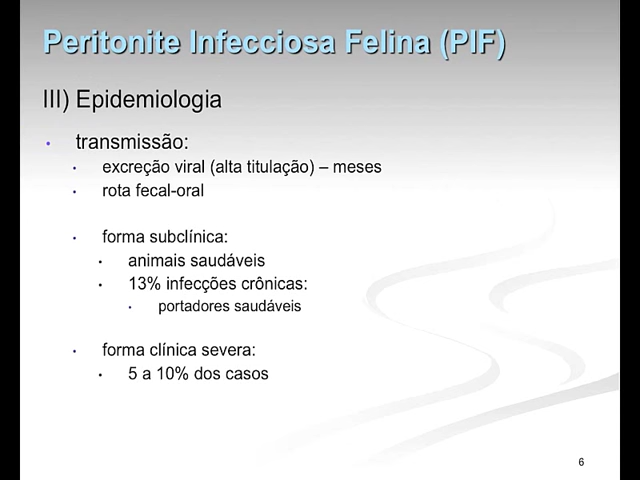 Peritonite Infecciosa Felina (PIF)
III) Epidemiologia
• transmissão:
• excreção viral (alta titulação) – meses
• rota fecal-oral
• forma subclínica:
• animais saudáveis
• 13% infecções crônicas:
• portadores saudáveis
• forma clínica severa:
• 5 a 10% dos casos
6